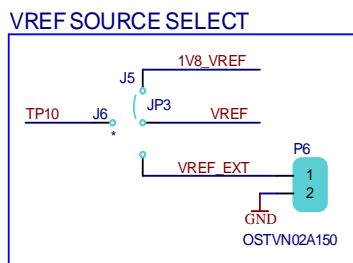 VREF SOURCE SELECT
1V8_VREF
J5
JP3
TP10
J6
VREF
*
P6
VREF_EXT
1
2
GND
OSTVN02A150